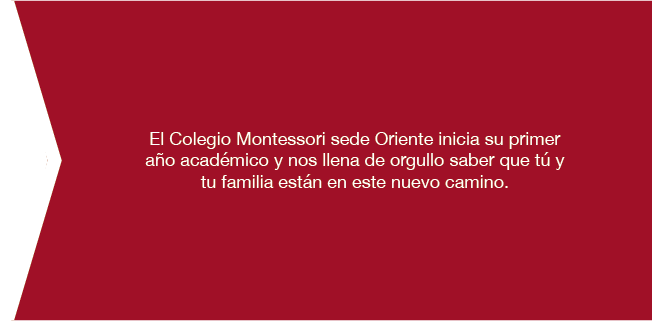 El Colegio Montessori sede Oriente inicia su primer
año académico y nos llena de orgullo saber que tú y
tu familia están en este nuevo camino.